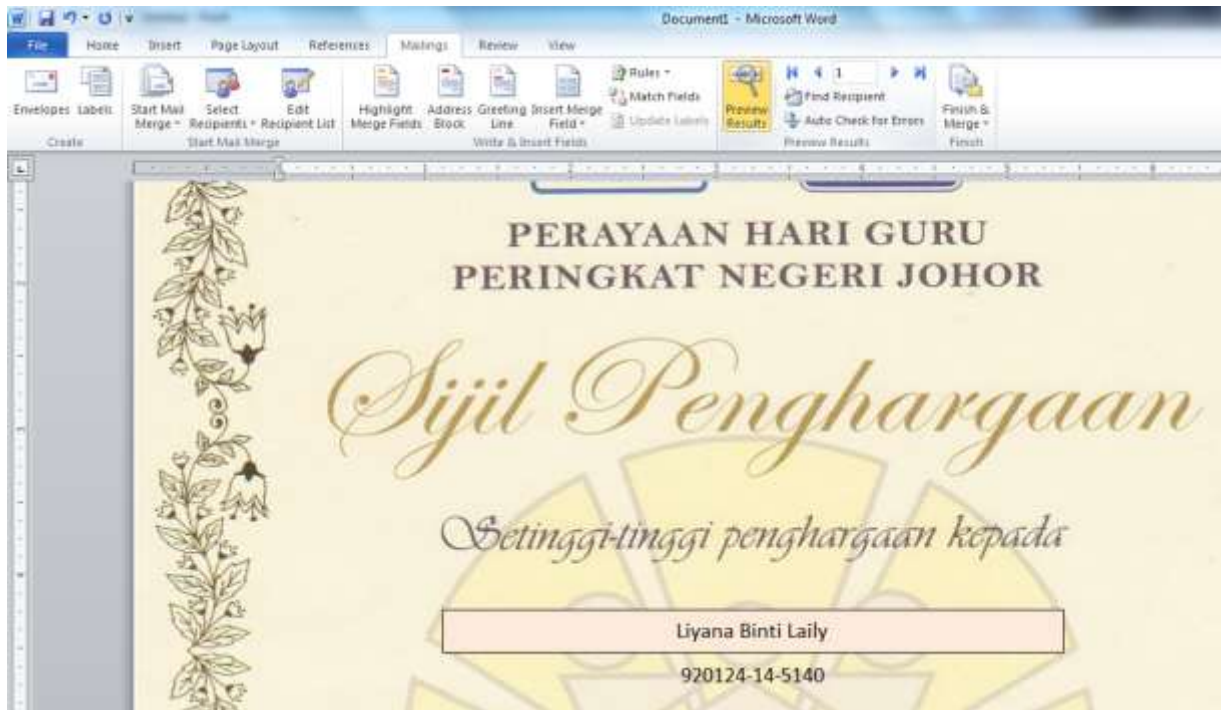 Document1 - Microsoft Word
File Home Insert Page Layout References Mailings Review View
Envelopes Labels
Create
Start Mail Merge
Select Recipients
Edit Recipient List
Start Mail Merge
Highlight Merge Fields
Address Block
Greeting Line
Insert Merge Field
Rules
Match Fields
Update Labels
Write & Insert Fields
Preview Results
1
Find Recipient
Auto Check for Errors
Preview Results
Finish & Merge
Finish
PERAYAAN HARI GURU
PERINGKAT NEGERI JOHOR
Sijil Penghargaan
Setinggi-tinggi penghargaan kepada
Liyana Binti Laily
920124-14-5140